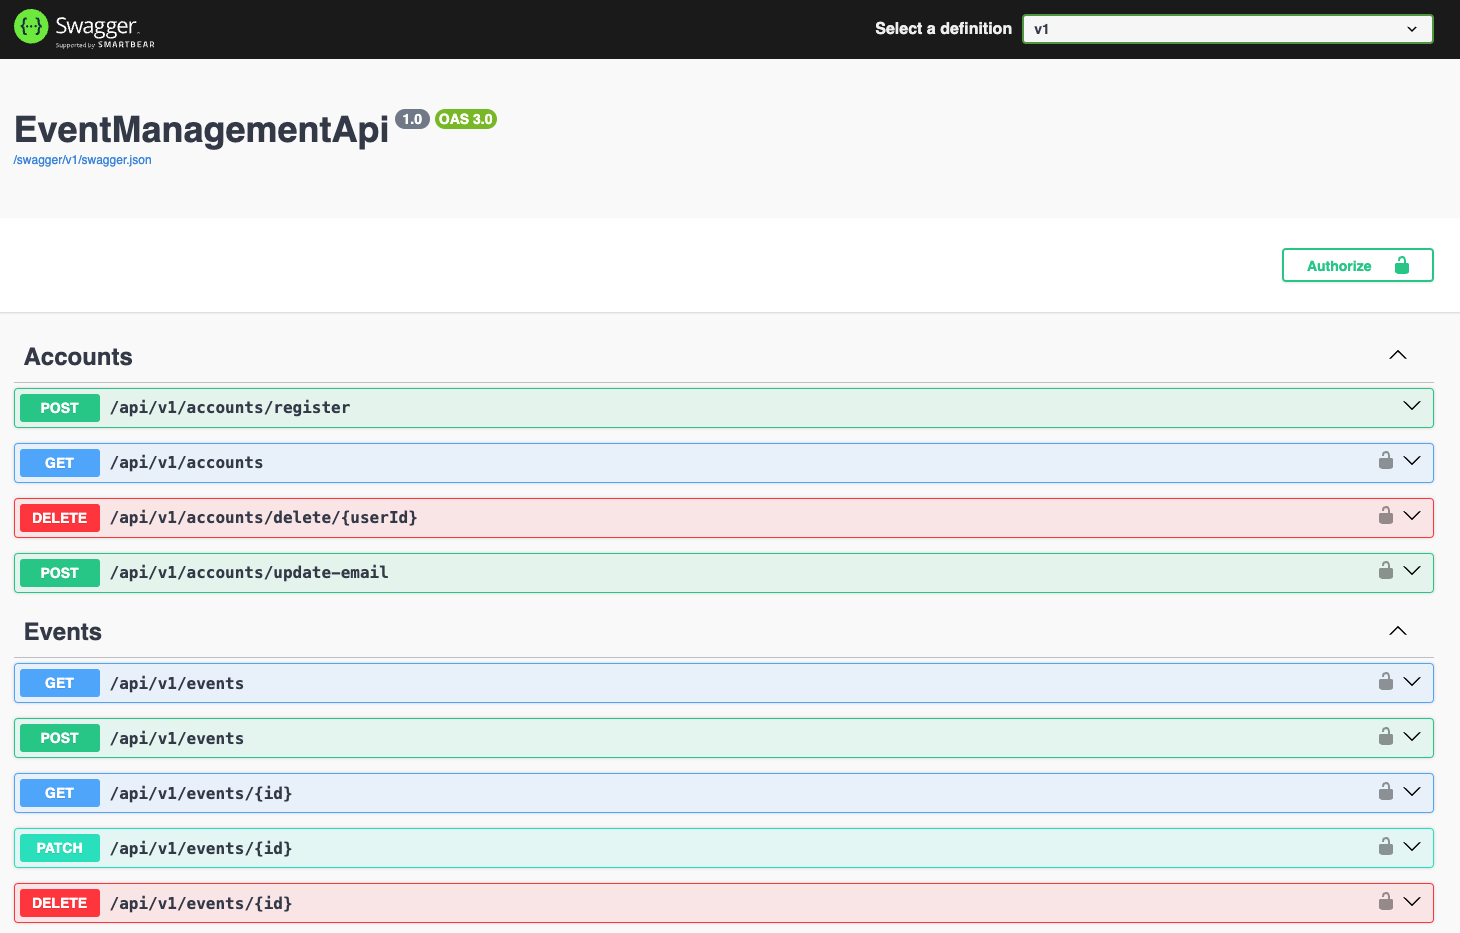 Swagger
Supported by SMARTBEAR
Select a definition
v1
EventManagementApi 1.0 OAS 3.0
/swagger/v1/swagger.json
Authorize
Accounts
POST /api/v1/accounts/register
GET /api/v1/accounts
DELETE /api/v1/accounts/delete/{userId}
POST /api/v1/accounts/update-email
Events
GET /api/v1/events
POST /api/v1/events
GET /api/v1/events/{id}
PATCH /api/v1/events/{id}
DELETE /api/v1/events/{id}